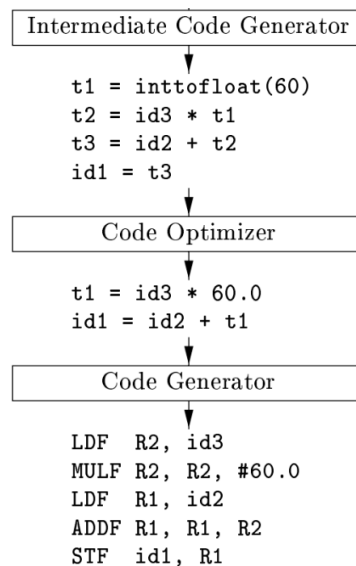 Intermediate Code Generator
t1 = inttofloat(60)
t2 = id3 * t1
t3 = id2 + t2
id1 = t3
Code Optimizer
t1 = id3 * 60.0
id1 = id2 + t1
Code Generator
LDF R2, id3
MULF R2, R2, #60.0
LDF R1, id2
ADDF R1, R1, R2
STF id1, R1